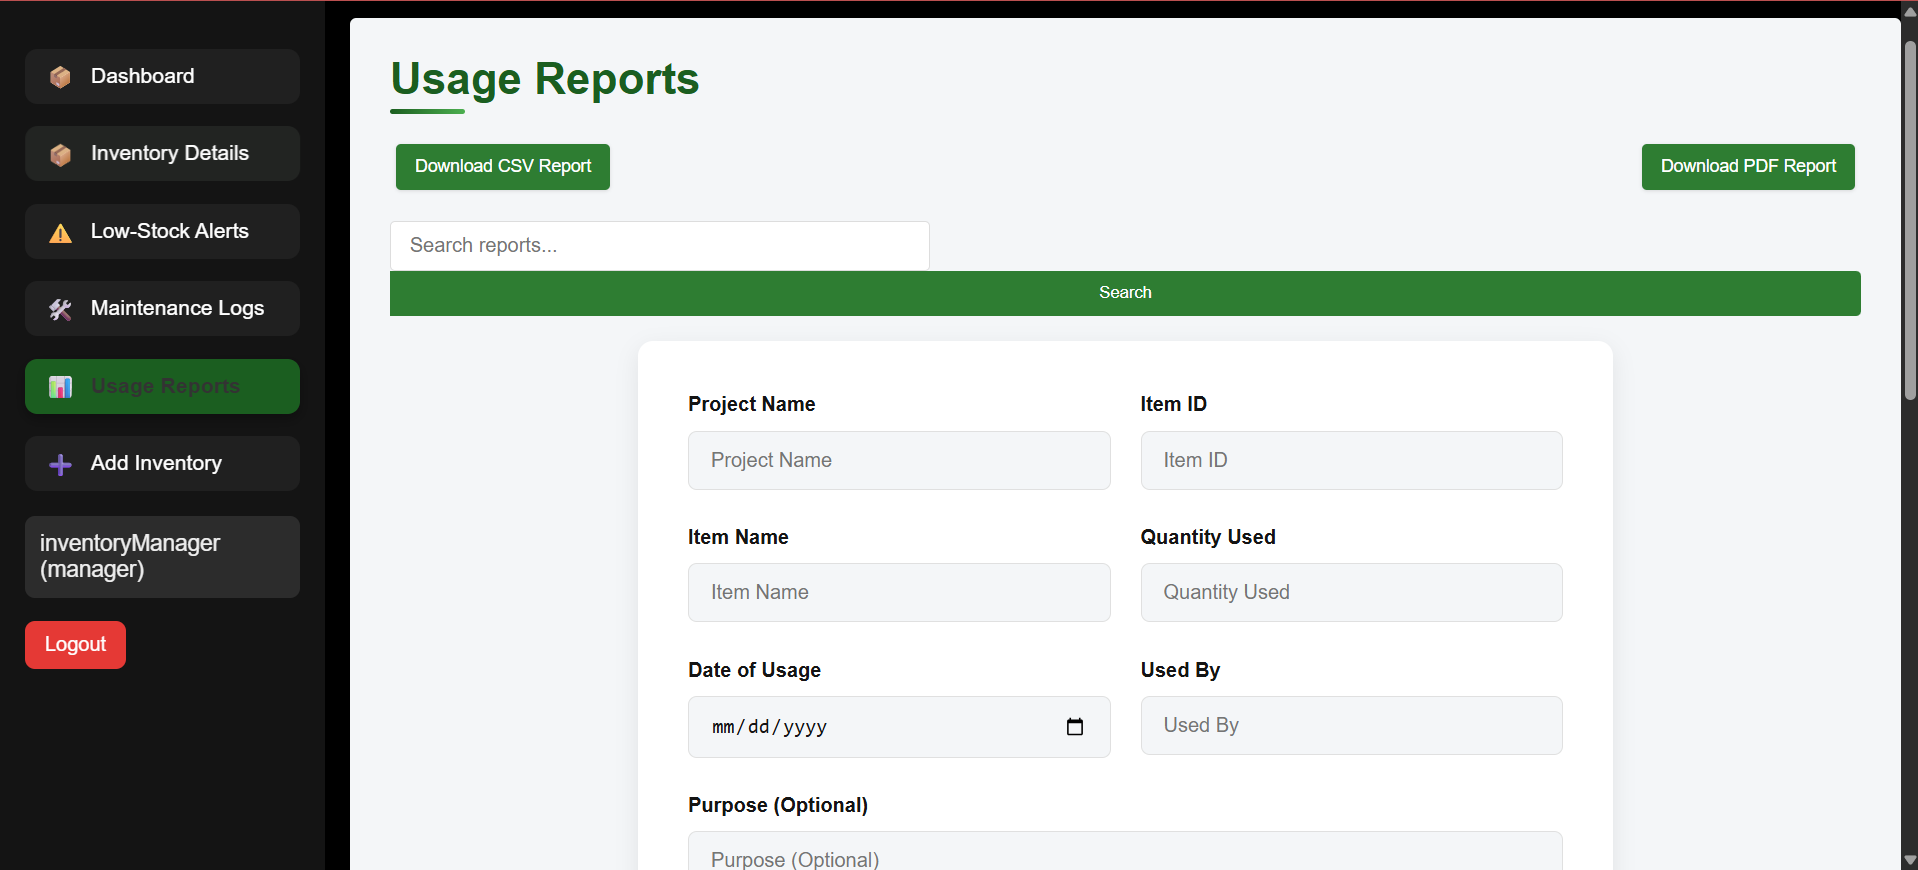 Dashboard
Inventory Details
Low-Stock Alerts
Maintenance Logs
Usage Reports
Add Inventory
inventoryManager
(manager)
Logout
Usage Reports
Download CSV Report
Download PDF Report
Search reports...
Search
Project Name
Item ID
Project Name
Item ID
Item Name
Quantity Used
Item Name
Quantity Used
Date of Usage
Used By
mm/dd/yyyy
Used By
Purpose (Optional)
Purpose (Optional)